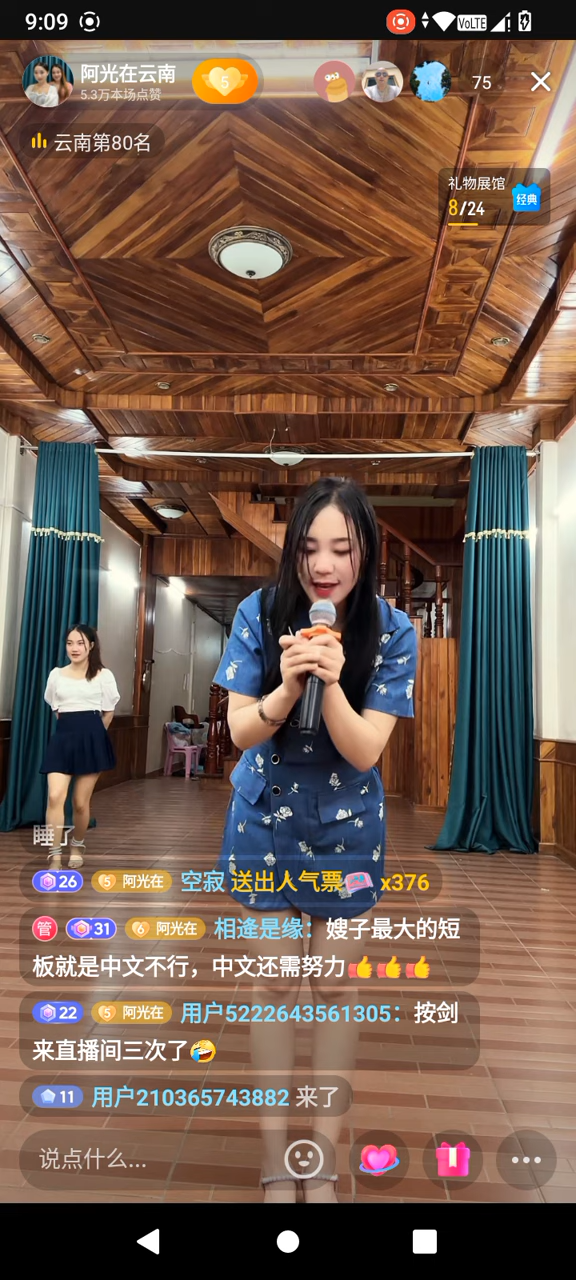 9:09
VoLTE
阿光在云南
5.3万本场点赞
5
75
云南第80名
礼物展馆
8/24
经典
睡了
26 5 阿光在 空寂 送出人气票 x376
管 31 6 阿光在 相逢是缘：嫂子最大的短
板就是中文不行，中文还需努力👍👍👍
22 5 阿光在 用户5222643561305：按剑
来直播间三次了🤣
11 用户210365743882 来了
说点什么...